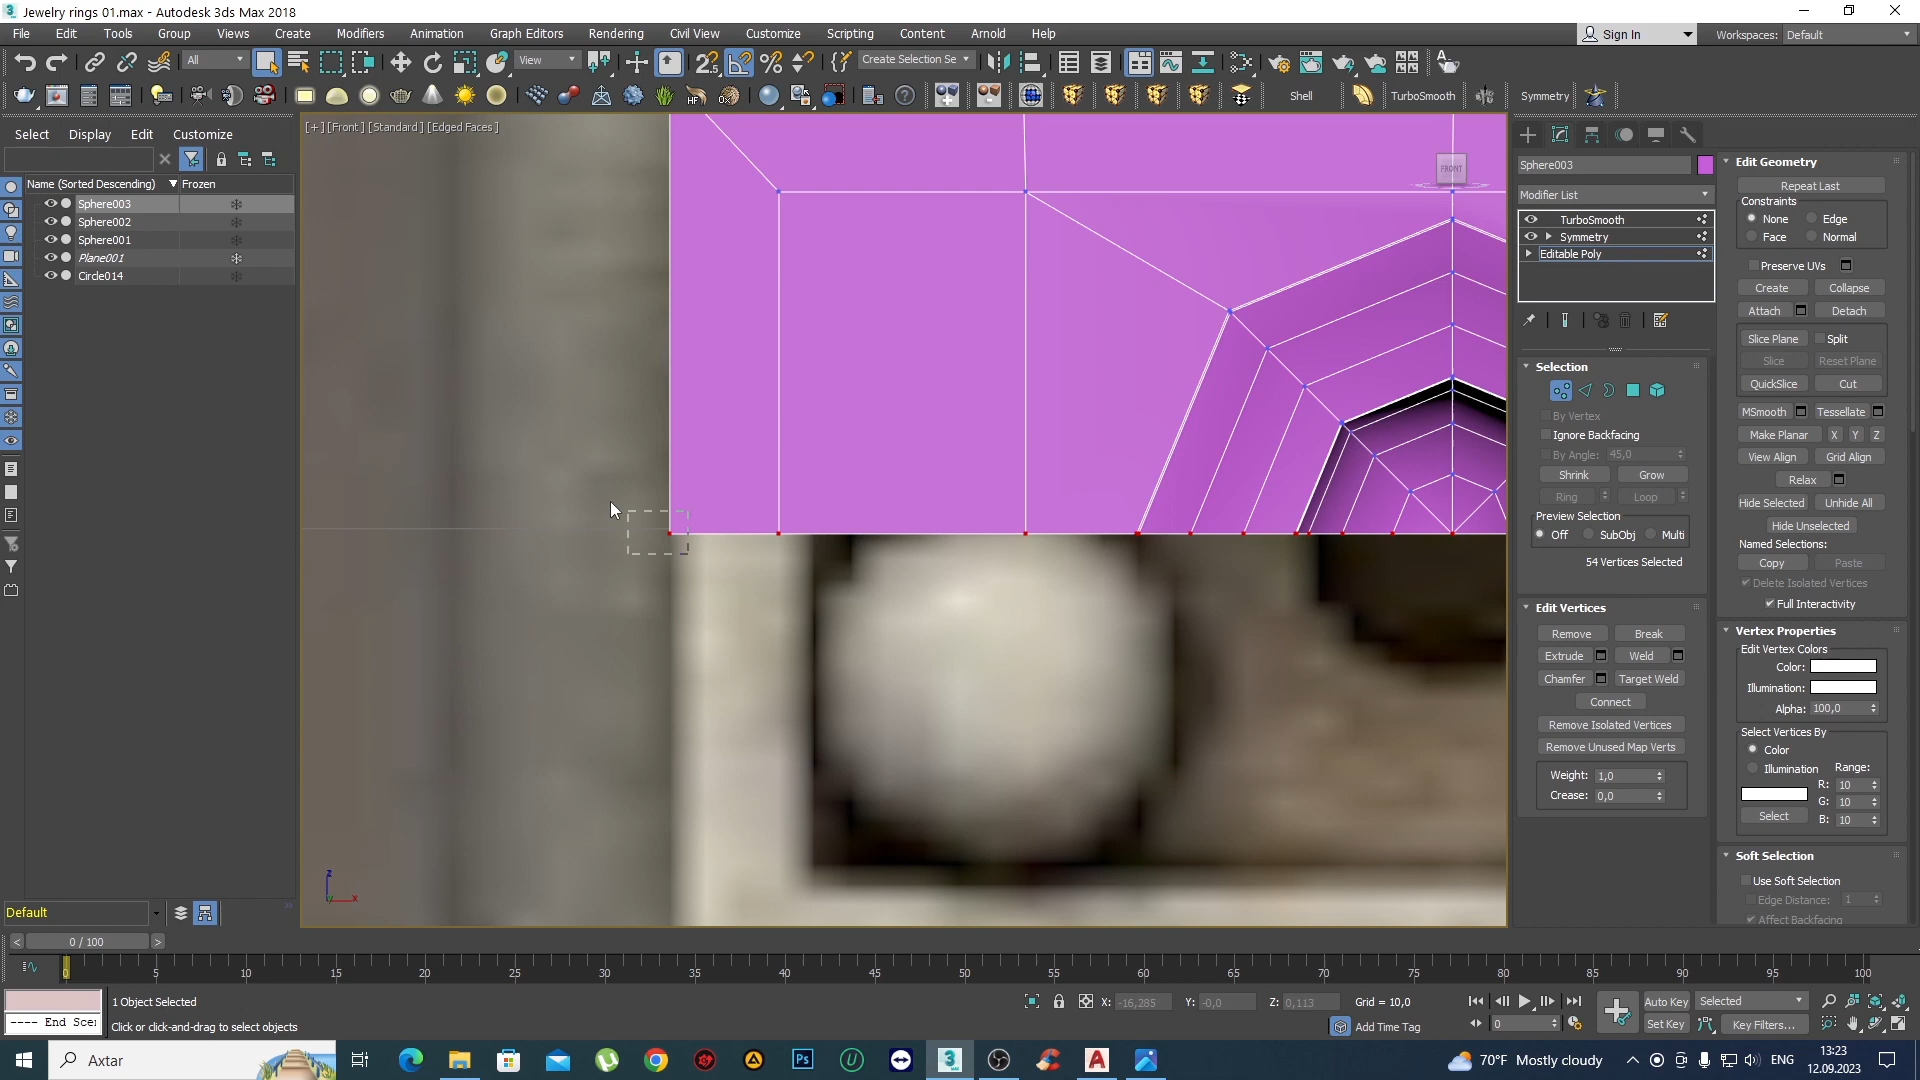 Jewelry rings 01.max - Autodesk 3ds Max 2018
File Edit Tools Group Views Create Modifiers Animation Graph Editors Rendering Civil View Customize Scripting Content Arnold Help
Sign In Workspaces: Default
All View Create Selection Se
Shell TurboSmooth Symmetry
Select Display Edit Customize
Name (Sorted Descending) Frozen
Sphere003
Sphere002
Sphere001
Plane001
Circle014
[+] [Front] [Standard] [Edged Faces]
FRONT
Sphere003
Modifier List
TurboSmooth
Symmetry
Editable Poly
Selection
By Vertex
Ignore Backfacing
By Angle: 45,0
Shrink Grow
Ring Loop
Preview Selection
Off SubObj Multi
54 Vertices Selected
Edit Vertices
Remove Break
Extrude Weld
Chamfer Target Weld
Connect
Remove Isolated Vertices
Remove Unused Map Verts
Weight: 1,0
Crease: 0,0
Edit Geometry
Repeat Last
Constraints
None Edge
Face Normal
Preserve UVs
Create Collapse
Attach Detach
Slice Plane Split
Slice Reset Plane
QuickSlice Cut
MSmooth Tessellate
Make Planar X Y Z
View Align Grid Align
Relax
Hide Selected Unhide All
Hide Unselected
Named Selections:
Copy Paste
Delete Isolated Vertices
Full Interactivity
Vertex Properties
Edit Vertex Colors
Color:
Illumination:
Alpha: 100,0
Select Vertices By
Color
Illumination Range:
R: 10
G: 10
B: 10
Select
Soft Selection
Use Soft Selection
Edge Distance: 1
Affect Backfacing
z
x
Default
0 / 100
0 5 10 15 20 25 30 35 40 45 50 55 60 65 70 75 80 85 90 95 100
1 Object Selected
---- End Scer
Click or click-and-drag to select objects
X: -16,285 Y: -0,0 Z: 0,113 Grid = 10,0
Add Time Tag
0
Auto Key Selected
Set Key Key Filters...
Axtar
70°F Mostly cloudy
ENG
13:23
12.09.2023